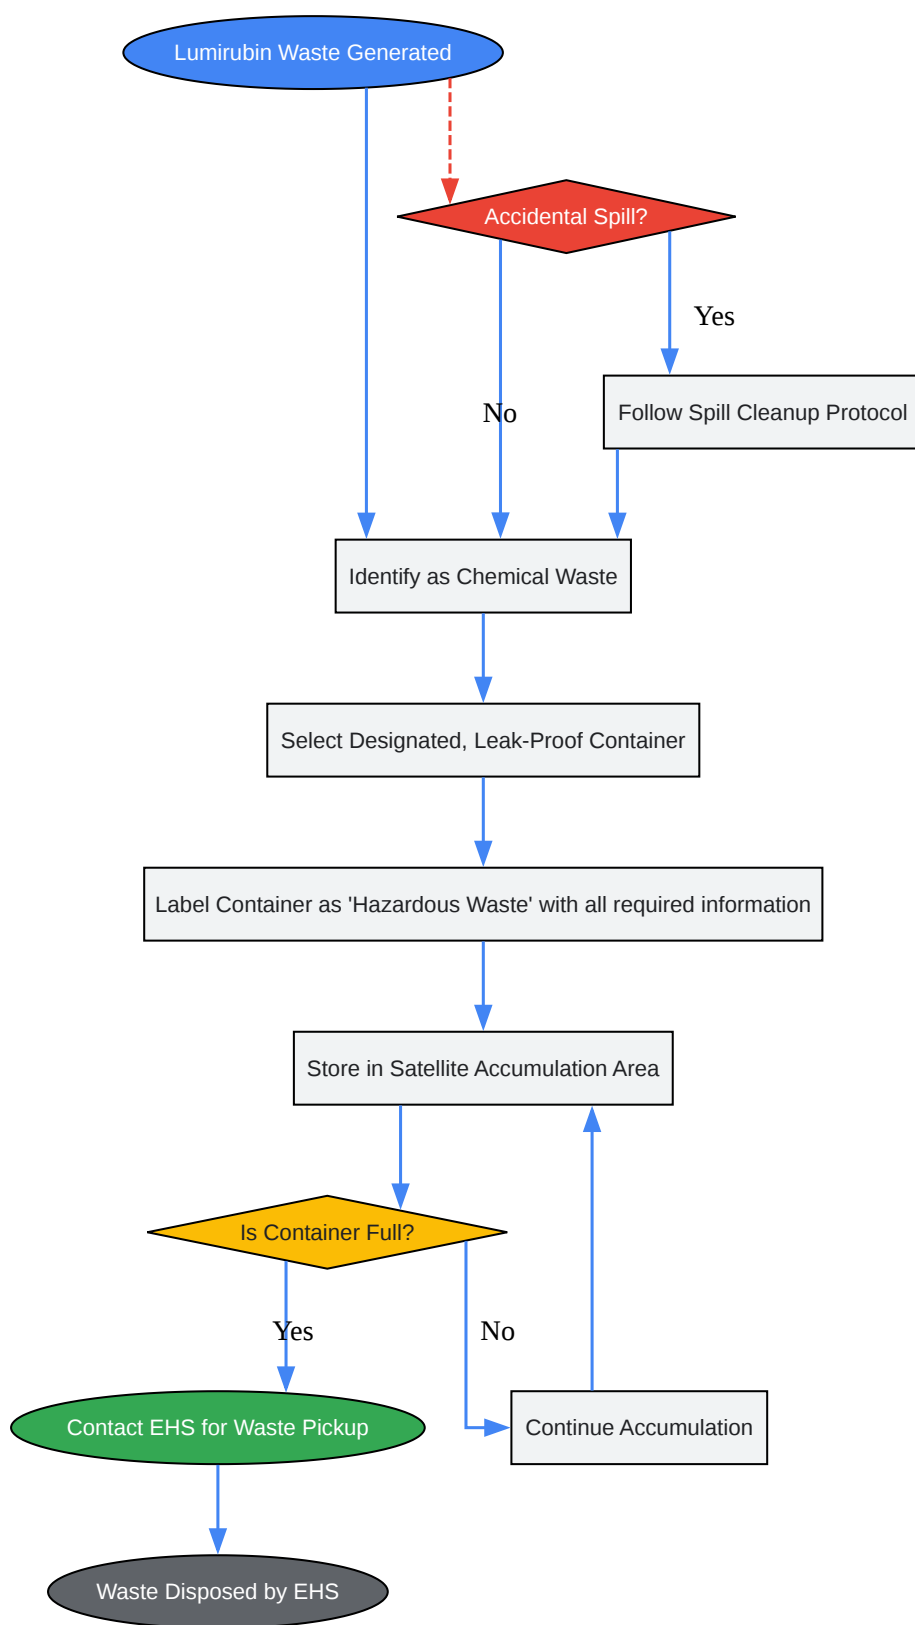 Lumirubin Waste Generated
Accidental Spill?
Yes
Follow Spill Cleanup Protocol
No
Identify as Chemical Waste
Select Designated, Leak-Proof Container
Label Container as 'Hazardous Waste' with all required information
Store in Satellite Accumulation Area
Is Container Full?
Yes
No
Contact EHS for Waste Pickup
Continue Accumulation
Waste Disposed by EHS